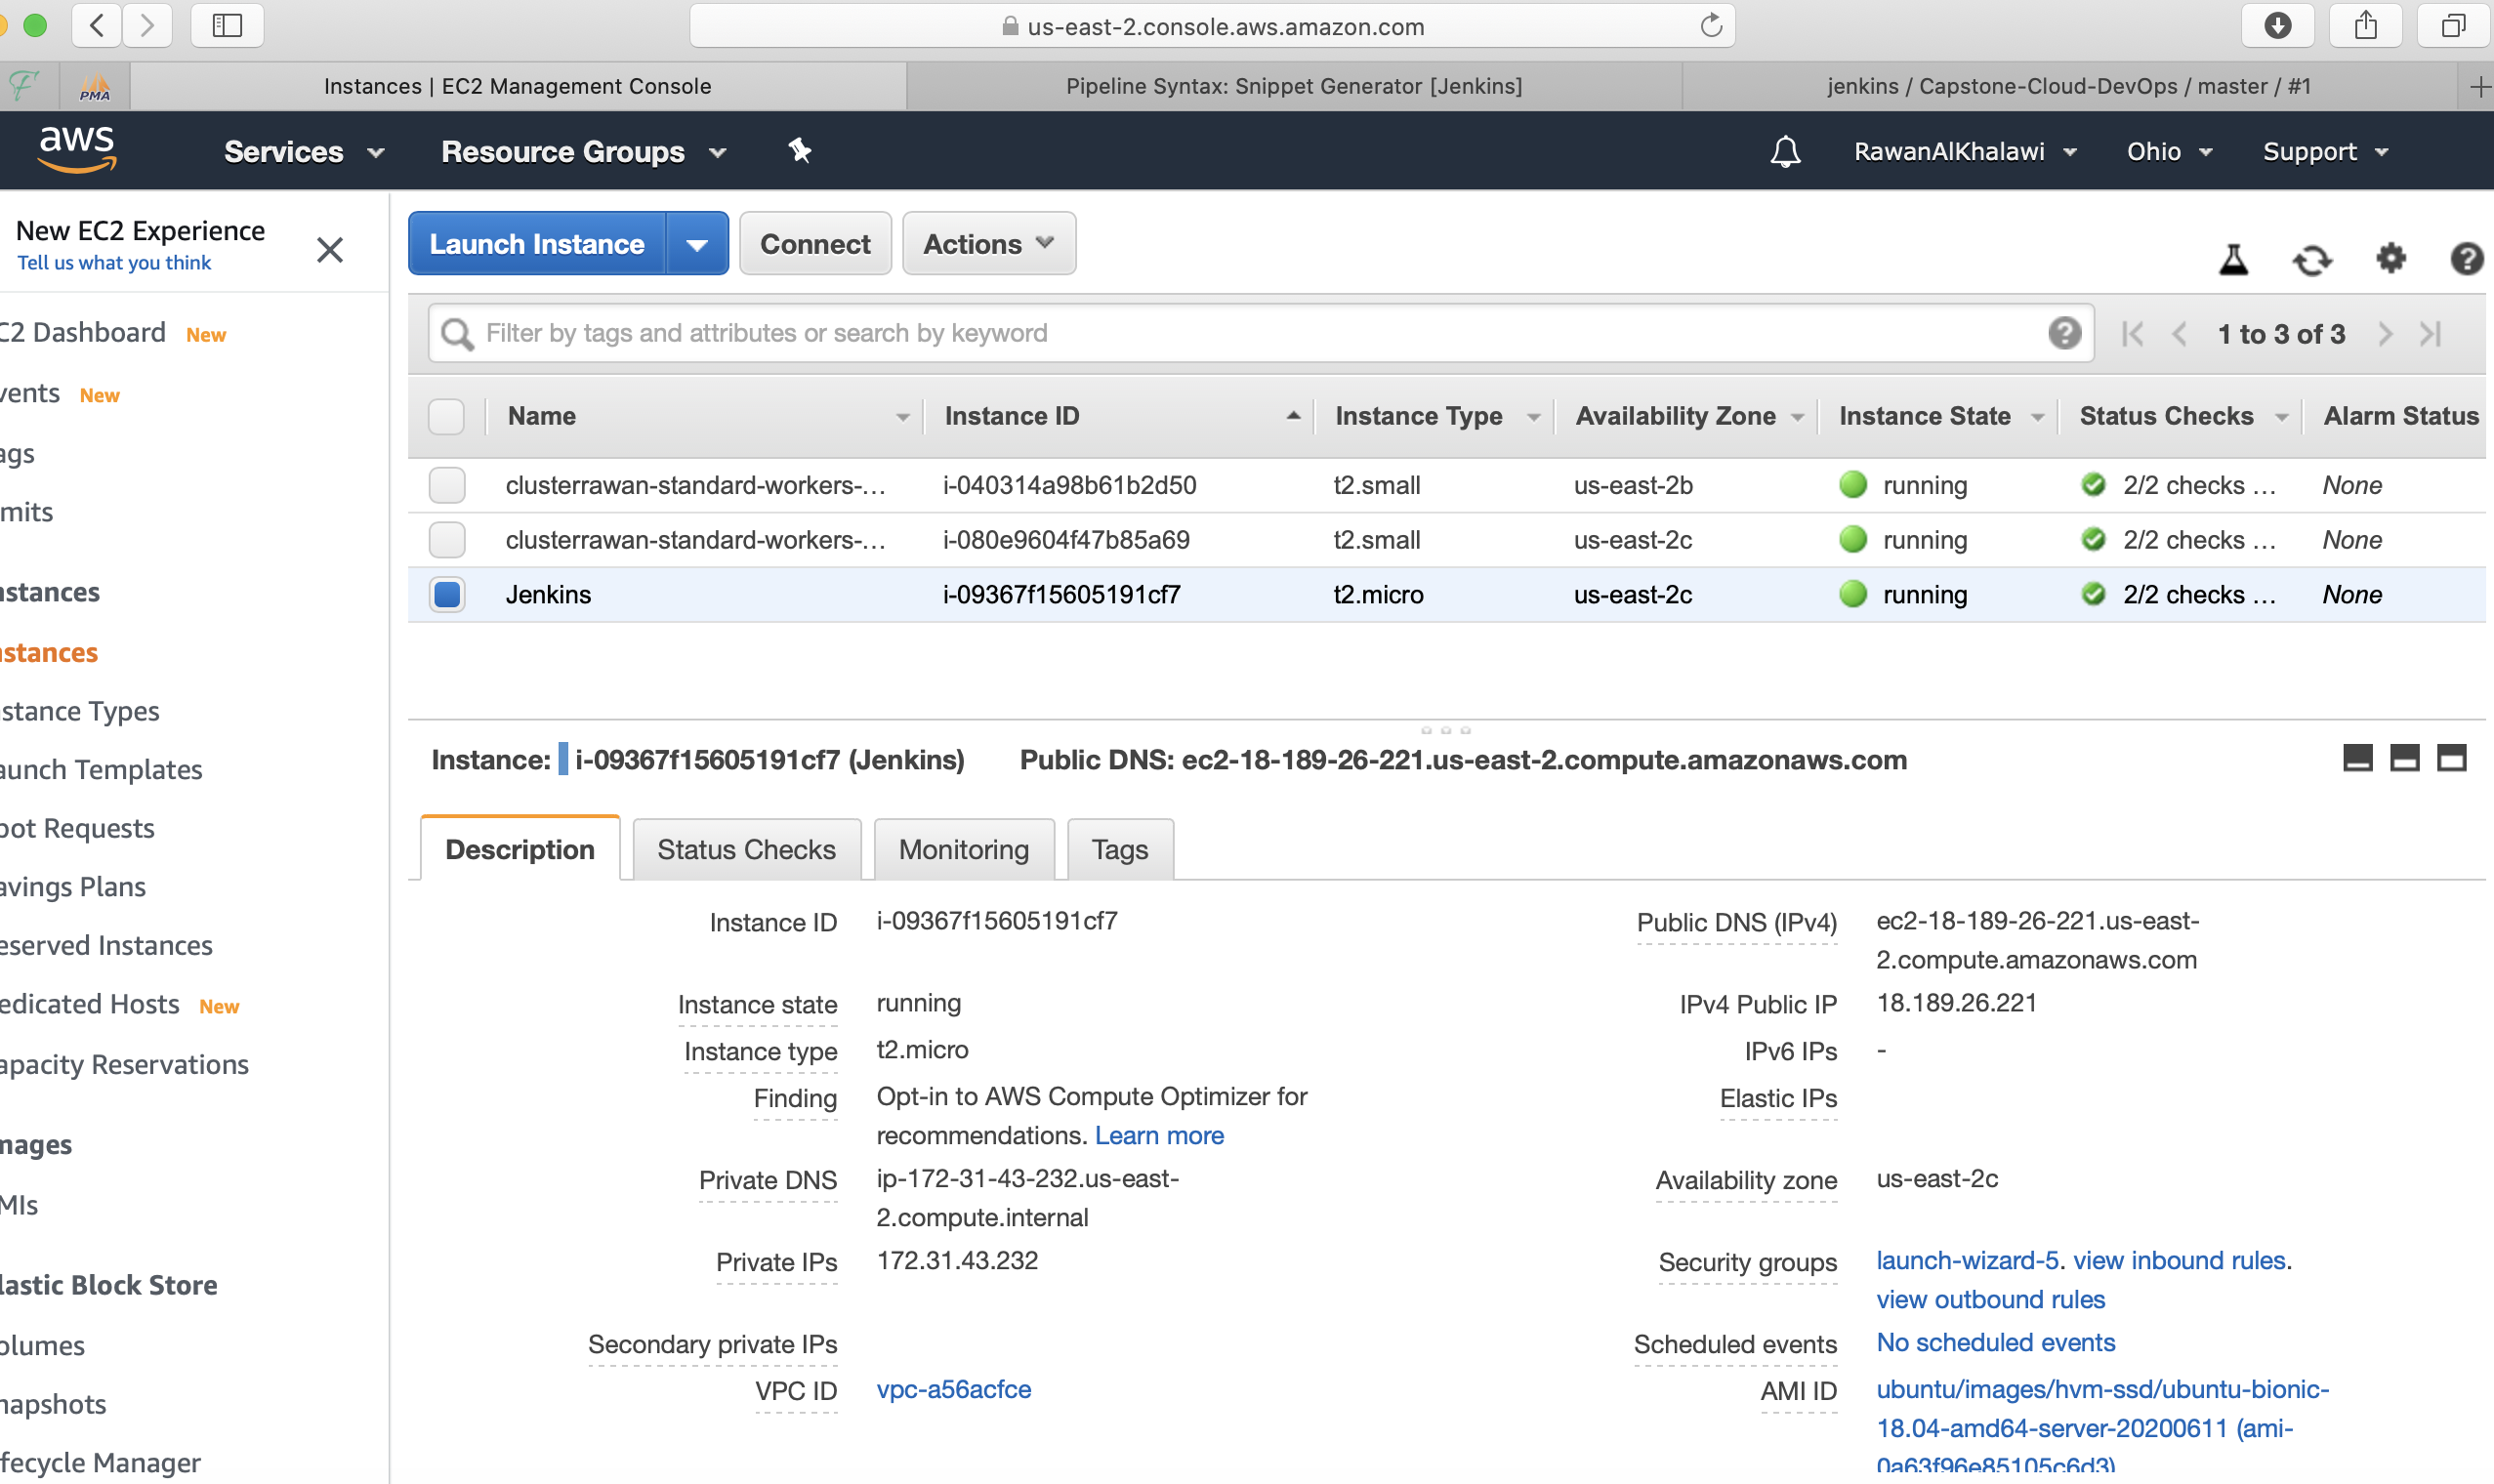 us-east-2.console.aws.amazon.com
PMA
Instances | EC2 Management Console
Pipeline Syntax: Snippet Generator [Jenkins]
jenkins / Capstone-Cloud-DevOps / master / #1
aws
Services
Resource Groups
RawanAlKhalawi
Ohio
Support
New EC2 Experience
Tell us what you think
C2 Dashboard New
vents New
ags
mits
nstances
nstances
stance Types
aunch Templates
pot Requests
avings Plans
eserved Instances
edicated Hosts New
apacity Reservations
mages
MIs
lastic Block Store
olumes
napshots
ifecycle Manager
Launch Instance
Connect
Actions
Filter by tags and attributes or search by keyword
1 to 3 of 3
Name Instance ID Instance Type Availability Zone Instance State Status Checks Alarm Status
clusterrawan-standard-workers-... i-040314a98b61b2d50 t2.small us-east-2b running 2/2 checks ... None
clusterrawan-standard-workers-... i-080e9604f47b85a69 t2.small us-east-2c running 2/2 checks ... None
Jenkins i-09367f15605191cf7 t2.micro us-east-2c running 2/2 checks ... None
Instance: i-09367f15605191cf7 (Jenkins) Public DNS: ec2-18-189-26-221.us-east-2.compute.amazonaws.com
Description
Status Checks
Monitoring
Tags
Instance ID i-09367f15605191cf7
Instance state running
Instance type t2.micro
Finding Opt-in to AWS Compute Optimizer for
recommendations. Learn more
Private DNS ip-172-31-43-232.us-east-
2.compute.internal
Private IPs 172.31.43.232
Secondary private IPs
VPC ID vpc-a56acfce
Public DNS (IPv4) ec2-18-189-26-221.us-east-
2.compute.amazonaws.com
IPv4 Public IP 18.189.26.221
IPv6 IPs -
Elastic IPs
Availability zone us-east-2c
Security groups launch-wizard-5. view inbound rules.
view outbound rules
Scheduled events No scheduled events
AMI ID ubuntu/images/hvm-ssd/ubuntu-bionic-
18.04-amd64-server-20200611 (ami-
0a63f96e85105c6d3)